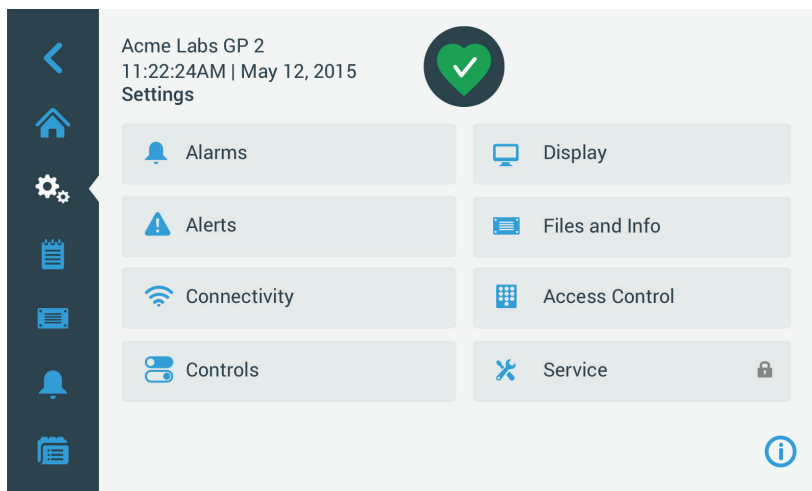 Acme Labs GP 2
11:22:24AM | May 12, 2015
Settings
Alarms
Display
Alerts
Files and Info
Connectivity
Access Control
Controls
Service